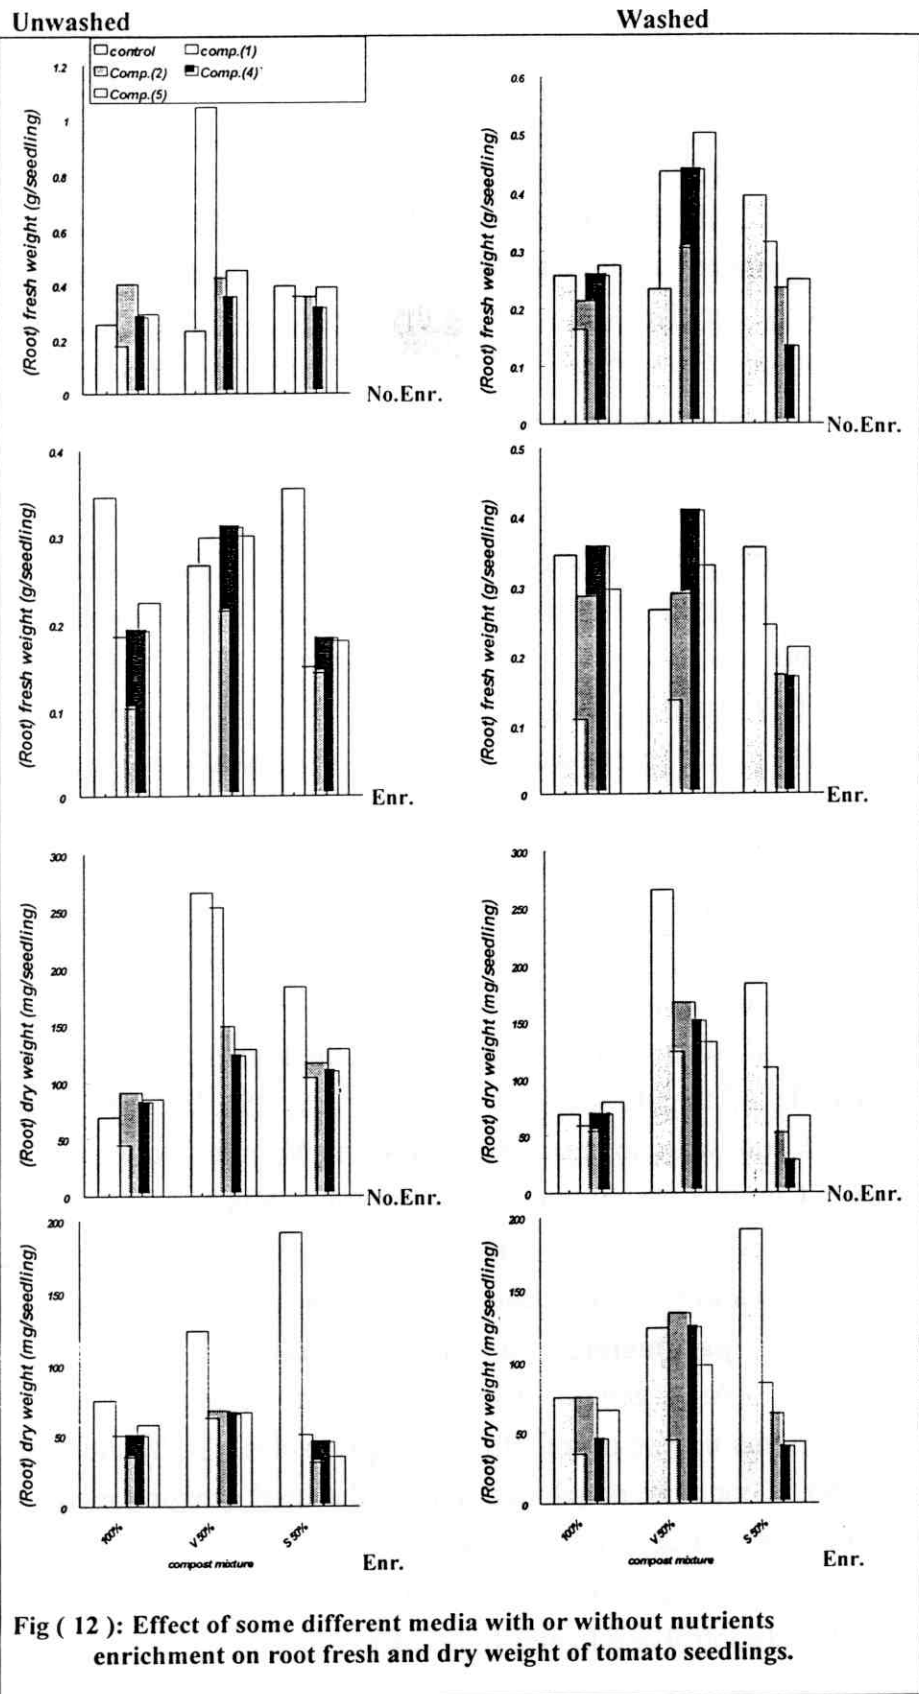 Unwashed
Washed
control comp.(1)
Comp.(2) Comp.(4)
Comp.(5)
(Root) fresh weight (g/seedling)
1.2
1
0.8
0.6
0.4
0.2
0
No.Enr.
(Root) fresh weight (g/seedling)
0.6
0.5
0.4
0.3
0.2
0.1
0
No.Enr.
(Root) fresh weight (g/seedling)
0.4
0.3
0.2
0.1
0
Enr.
(Root) fresh weight (g/seedling)
0.5
0.4
0.3
0.2
0.1
0
Enr.
(Root) dry weight (mg/seedling)
300
250
200
150
100
50
0
No.Enr.
(Root) dry weight (mg/seedling)
300
250
200
150
100
50
0
No.Enr.
(Root) dry weight (mg/seedling)
200
150
100
50
0
100% V 50% S 50%
compost mixture
Enr.
(Root) dry weight (mg/seedling)
200
150
100
50
0
100% V 50% S 50%
compost mixture
Enr.
Fig ( 12 ): Effect of some different media with or without nutrients
enrichment on root fresh and dry weight of tomato seedlings.